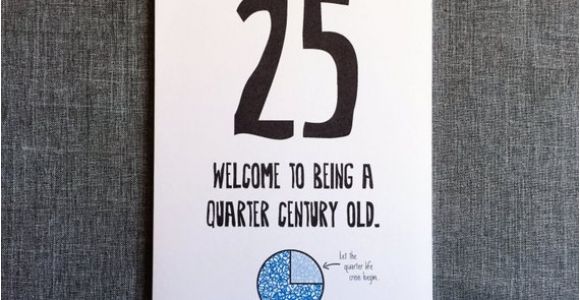 25
WELCOME TO BEING A
QUARTER CENTURY OLD.
Let the
quarter life
crisis begin.